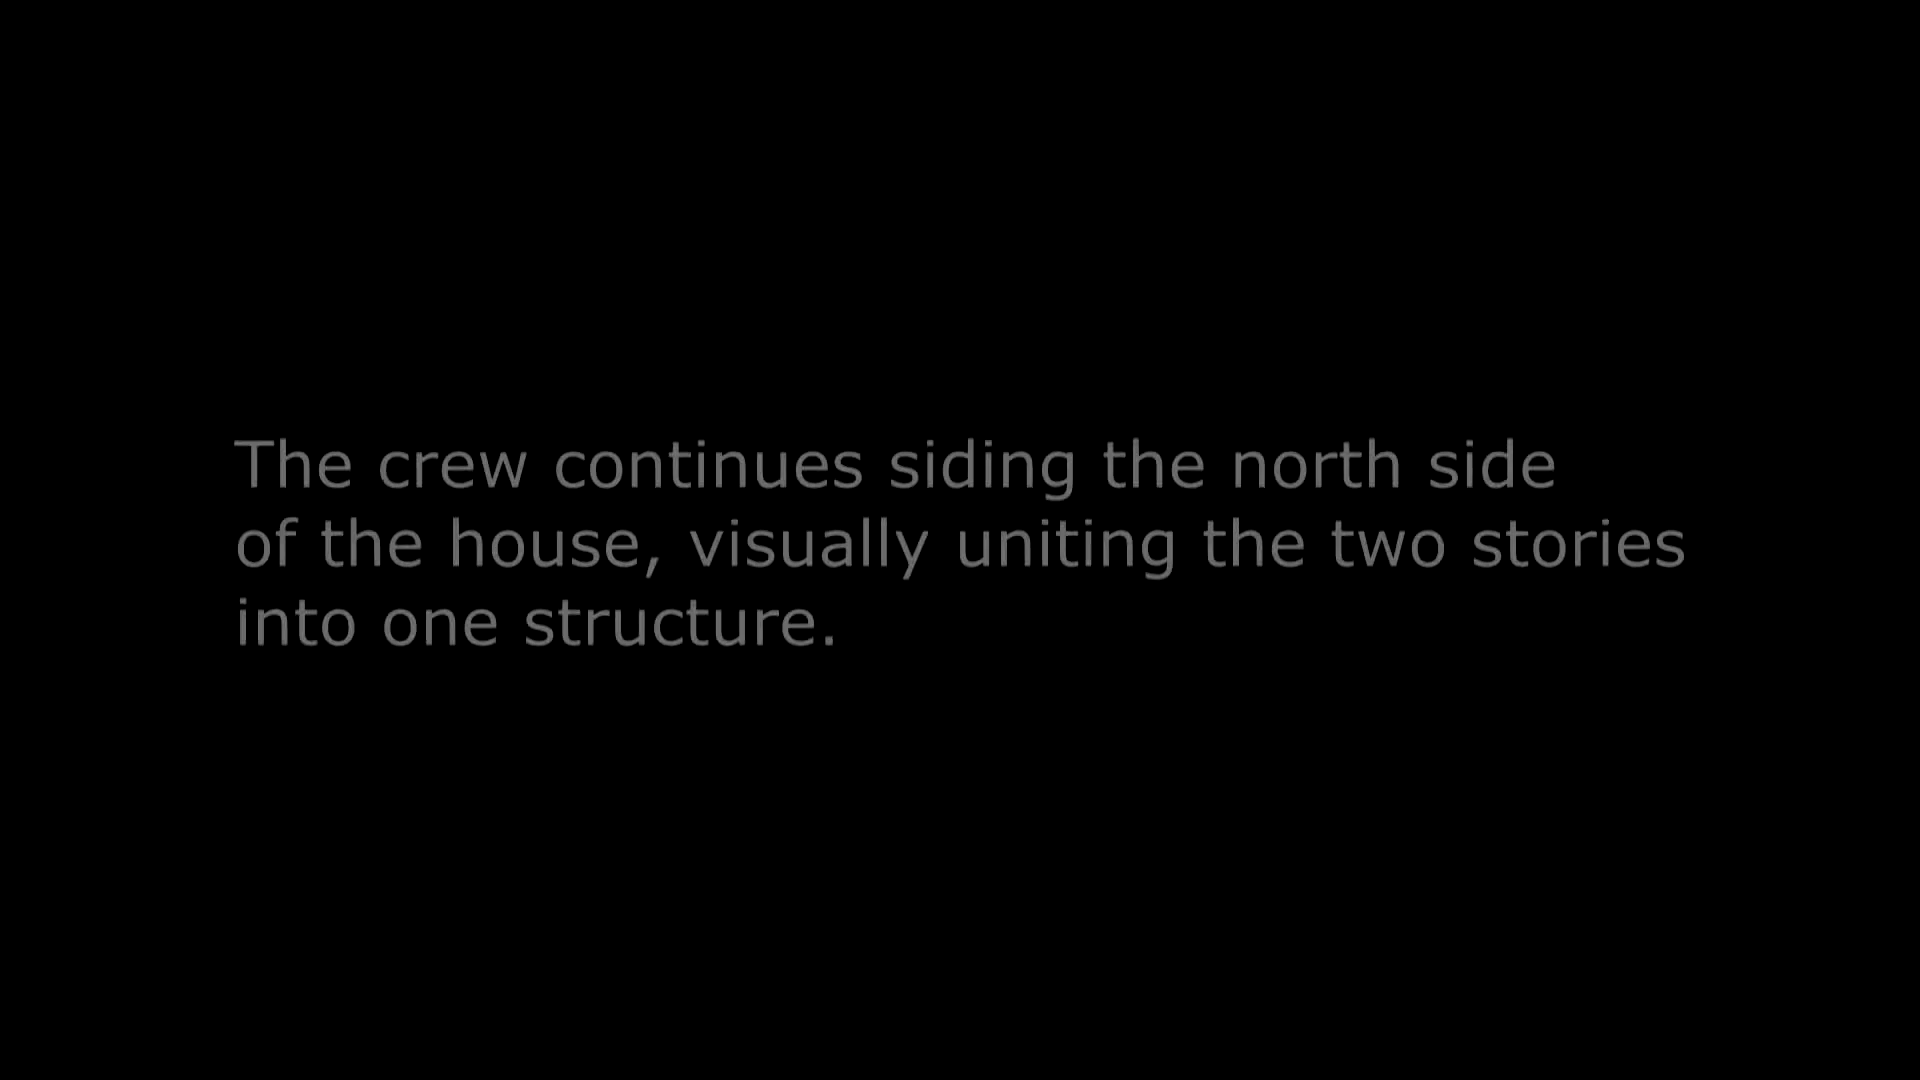 The crew continues siding the north side
of the house, visually uniting the two stories
into one structure.